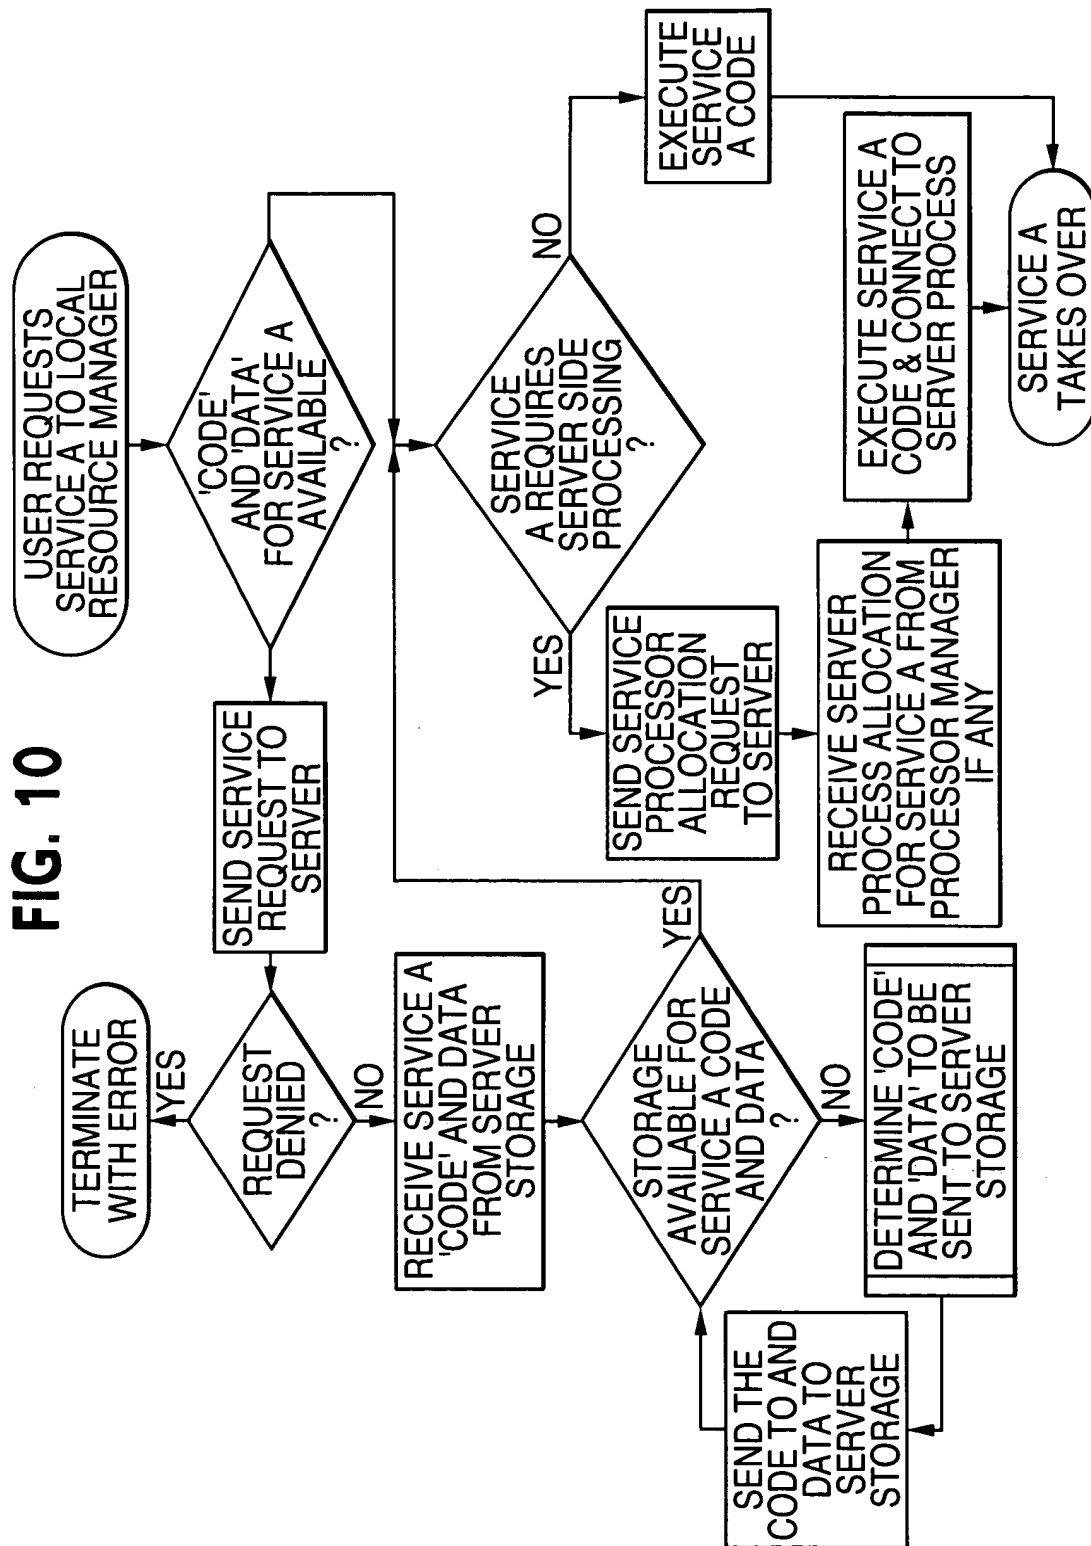 FIG. 10
USER REQUESTS
SERVICE A TO LOCAL
RESOURCE MANAGER
'CODE'
AND 'DATA'
FOR SERVICE A
AVAILABLE
?
SEND SERVICE
REQUEST TO
SERVER
REQUEST
DENIED
?
YES
TERMINATE
WITH ERROR
NO
RECEIVE SERVICE A
'CODE' AND DATA
FROM SERVER
STORAGE
STORAGE
AVAILABLE FOR
SERVICE A CODE
AND DATA
?
YES
NO
DETERMINE 'CODE'
AND 'DATA' TO BE
SENT TO SERVER
STORAGE
SEND THE
CODE TO AND
DATA TO
SERVER
STORAGE
SERVICE
A REQUIRES
SERVER SIDE
PROCESSING
?
YES
NO
SEND SERVICE
PROCESSOR
ALLOCATION
REQUEST
TO SERVER
RECEIVE SERVER
PROCESS ALLOCATION
FOR SERVICE A FROM
PROCESSOR MANAGER
IF ANY
EXECUTE SERVICE A
CODE & CONNECT TO
SERVER PROCESS
EXECUTE
SERVICE
A CODE
SERVICE A
TAKES OVER